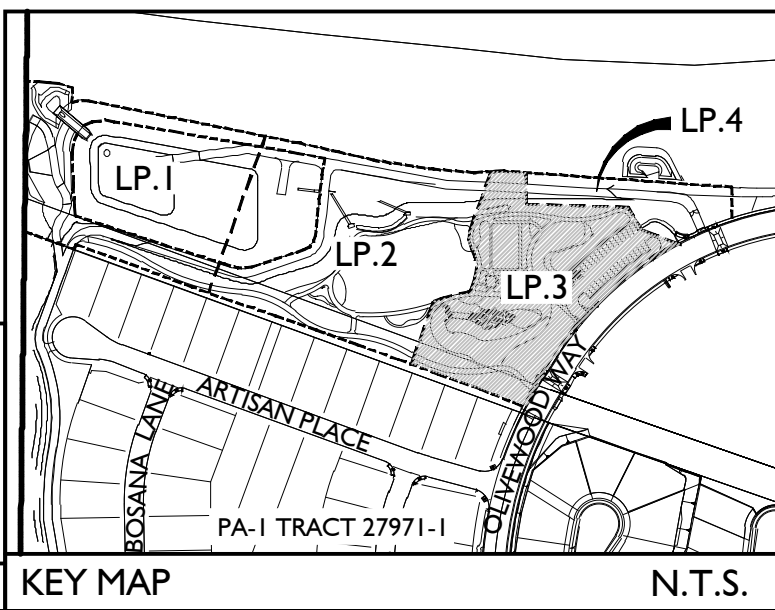 LP.4
LP.1
LP.2
LP.3
ARTISAN PLACE
BOSANA LANE
OLIVEWOOD WAY
PA-1 TRACT 27971-1
KEY MAP
N.T.S.